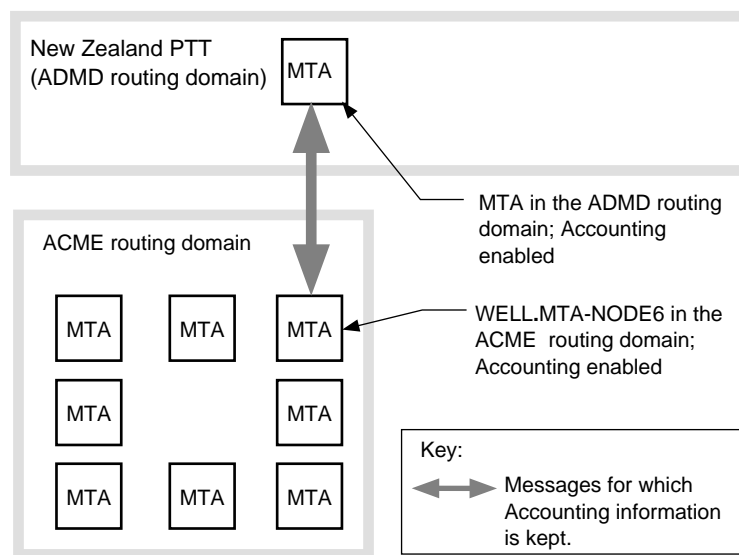 New Zealand PTT
(ADMD routing domain)
MTA
MTA in the ADMD routing
domain; Accounting
enabled
ACME routing domain
MTA MTA MTA
WELL.MTA-NODE6 in the
ACME routing domain;
Accounting enabled
MTA MTA
MTA MTA MTA
Key:
Messages for which
Accounting information
is kept.